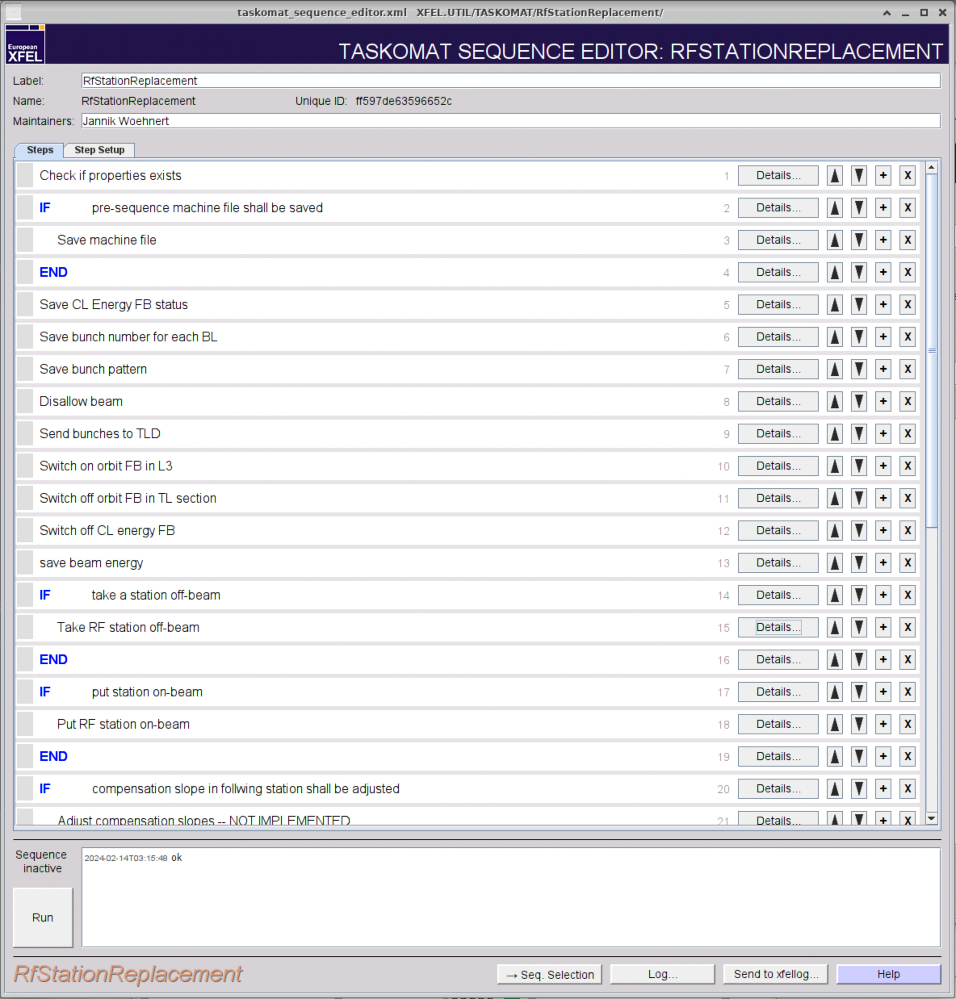 taskomat_sequence_editor.xml XFEL.UTIL/TASKOMAT/RfStationReplacement/
European
XFEL
TASKOMAT SEQUENCE EDITOR: RFSTATIONREPLACEMENT
Label: RfStationReplacement
Name: RfStationReplacement Unique ID: ff597de63596652c
Maintainers: Jannik Woehnert
Steps Step Setup
Check if properties exists 1 Details... + X
IF pre-sequence machine file shall be saved 2 Details... + X
Save machine file 3 Details... + X
END 4 Details... + X
Save CL Energy FB status 5 Details... + X
Save bunch number for each BL 6 Details... + X
Save bunch pattern 7 Details... + X
Disallow beam 8 Details... + X
Send bunches to TLD 9 Details... + X
Switch on orbit FB in L3 10 Details... + X
Switch off orbit FB in TL section 11 Details... + X
Switch off CL energy FB 12 Details... + X
save beam energy 13 Details... + X
IF take a station off-beam 14 Details... + X
Take RF station off-beam 15 Details... + X
END 16 Details... + X
IF put station on-beam 17 Details... + X
Put RF station on-beam 18 Details... + X
END 19 Details... + X
IF compensation slope in follwing station shall be adjusted 20 Details... + X
Adjust compensation slopes -- NOT IMPLEMENTED 21 Details... + X
Sequence
inactive
2024-02-14T03:15:48 ok
Run
RfStationReplacement → Seq. Selection Log... Send to xfellog... Help